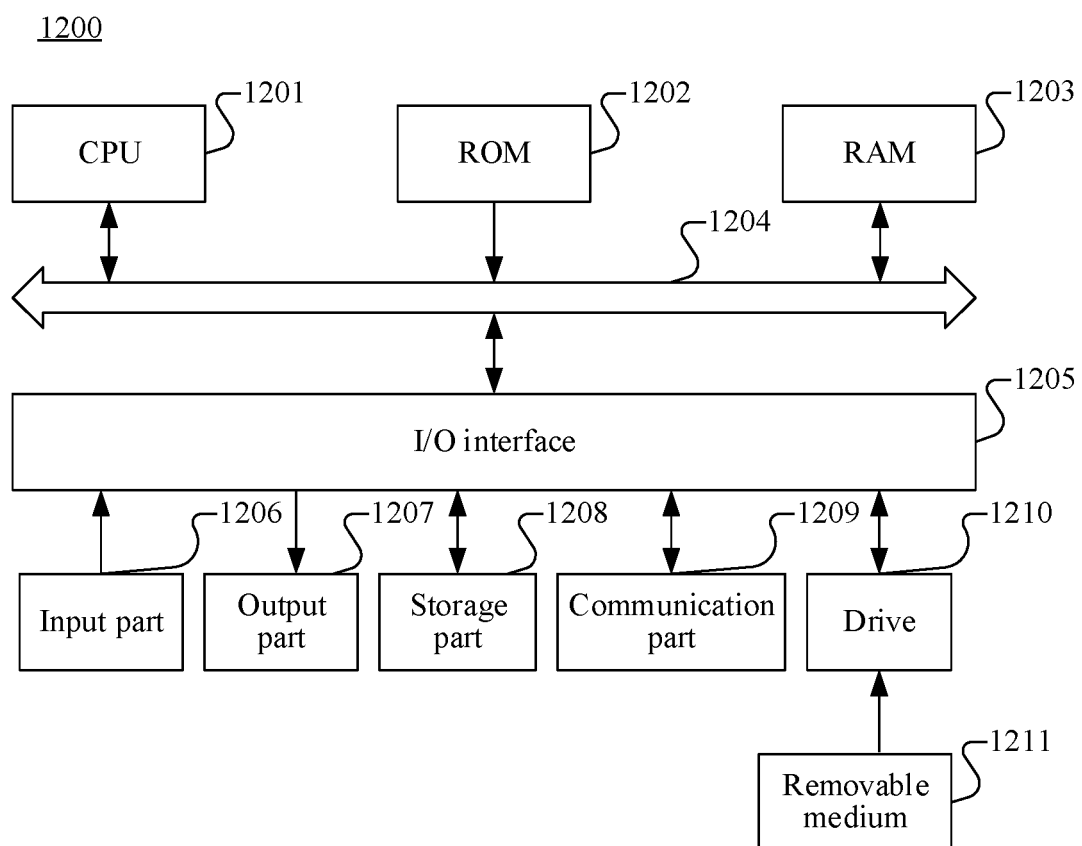 1200
1201
1202
1203
CPU
ROM
RAM
1204
1205
I/O interface
1206
1207
1208
1209
1210
Input part
Output
part
Storage
part
Communication
part
Drive
1211
Removable
medium